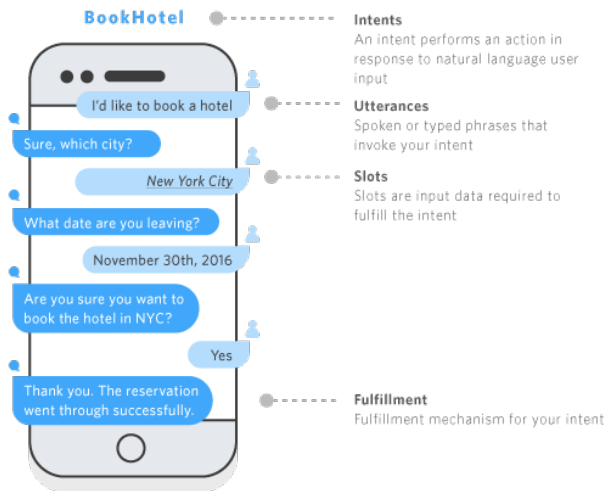 BookHotel
Intents
An intent performs an action in
response to natural language user
input
I'd like to book a hotel
Utterances
Spoken or typed phrases that
invoke your intent
Sure, which city?
New York City
Slots
Slots are input data required to
fulfill the intent
What date are you leaving?
November 30th, 2016
Are you sure you want to
book the hotel in NYC?
Yes
Thank you. The reservation
went through successfully.
Fulfillment
Fulfillment mechanism for your intent